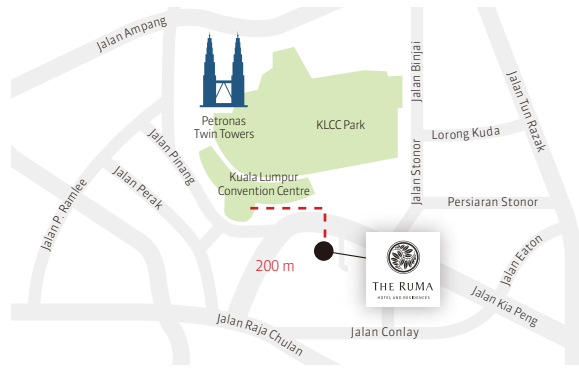 Jalan Ampang
Petronas
Twin Towers
KLCC Park
Jalan Binjai
Jalan Tun Razak
Lorong Kuda
Jalan Pinang
Jalan Perak
Kuala Lumpur
Convention Centre
Jalan Stonor
Persiaran Stonor
Jalan P. Ramlee
200 m
THE RUMA
HOTEL AND RESIDENCES
Jalan Eaton
Jalan Kia Peng
Jalan Raja Chulan
Jalan Conlay